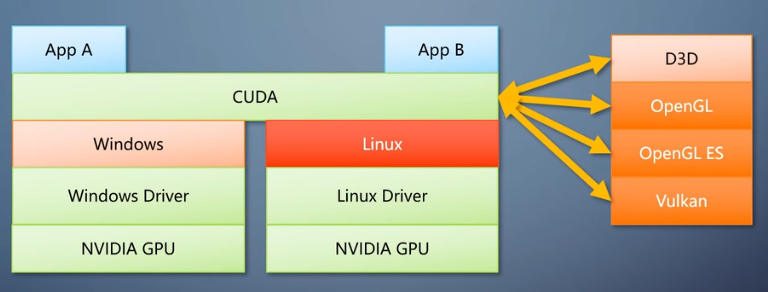 App A
App B
CUDA
Windows
Linux
Windows Driver
Linux Driver
NVIDIA GPU
NVIDIA GPU
D3D
OpenGL
OpenGL ES
Vulkan